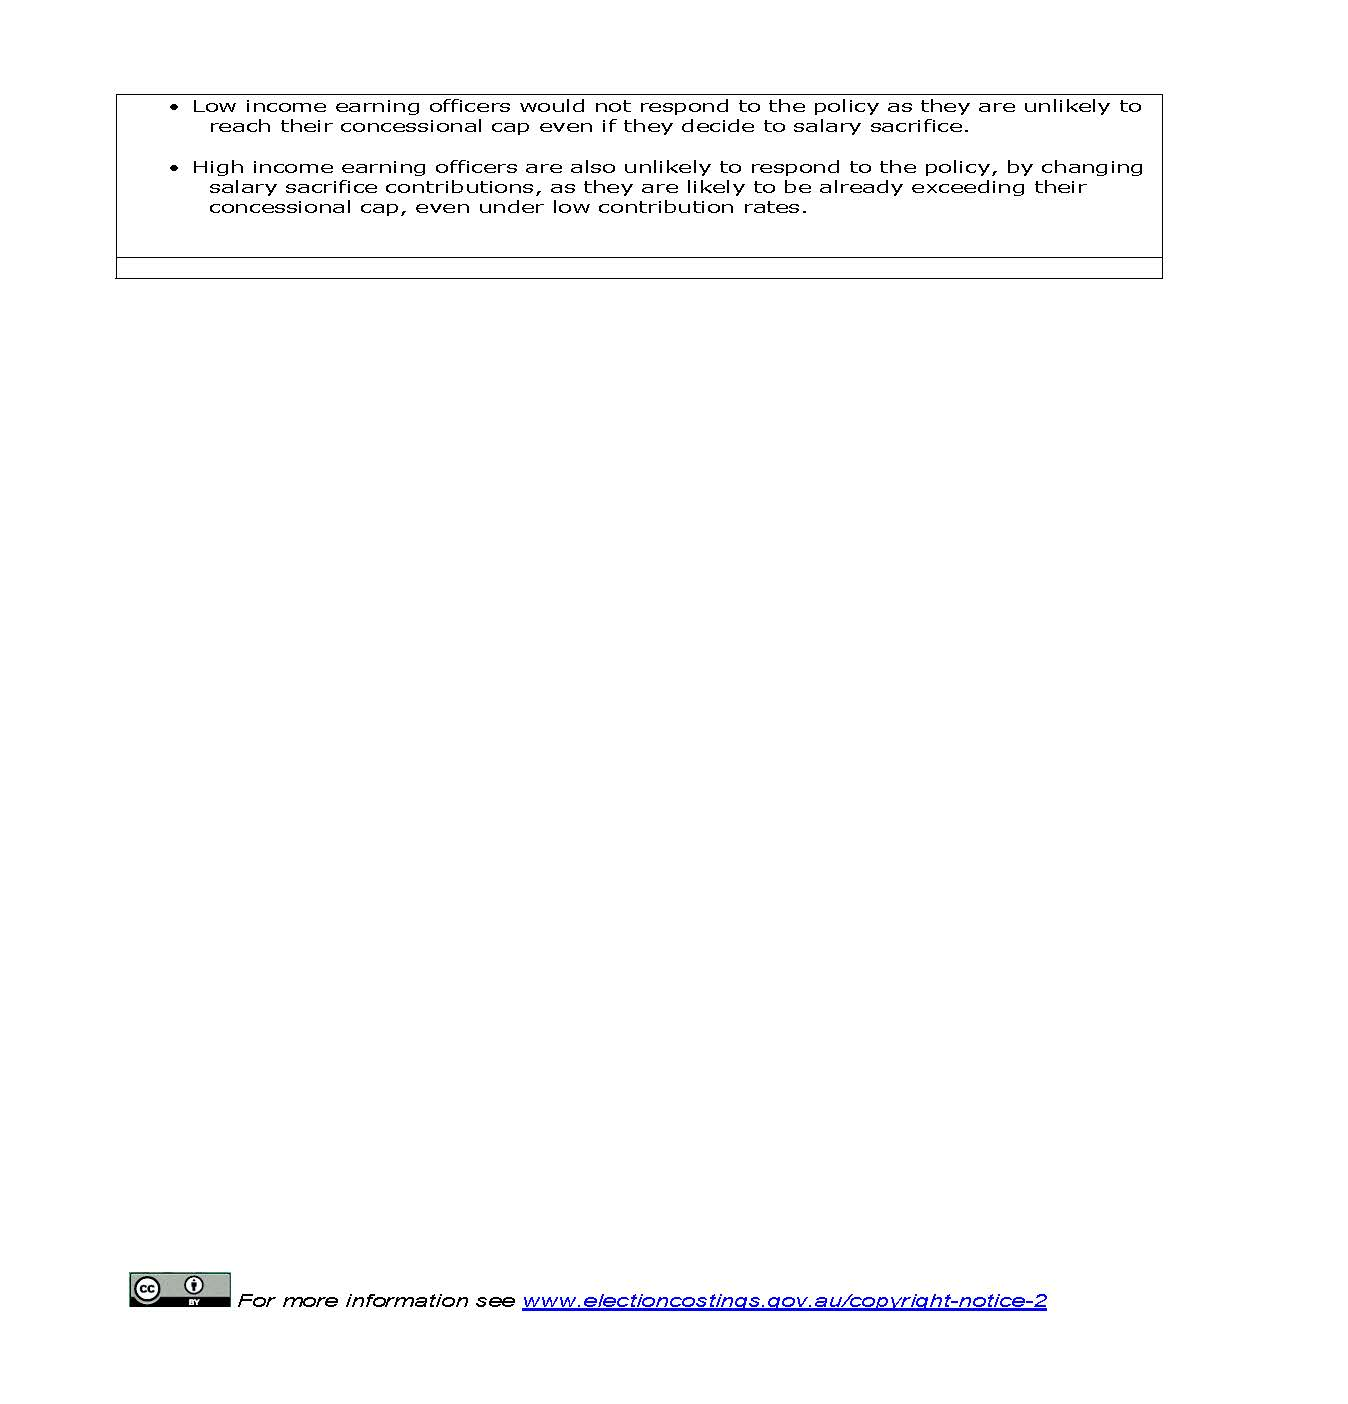 • Low income earning officers would not respond to the policy as they are unlikely to
reach their concessional cap even if they decide to salary sacrifice.
• High income earning officers are also unlikely to respond to the policy, by changing
salary sacrifice contributions, as they are likely to be already exceeding their
concessional cap, even under low contribution rates.
cc BY For more information see www.electioncostings.gov.au/copyright-notice-2